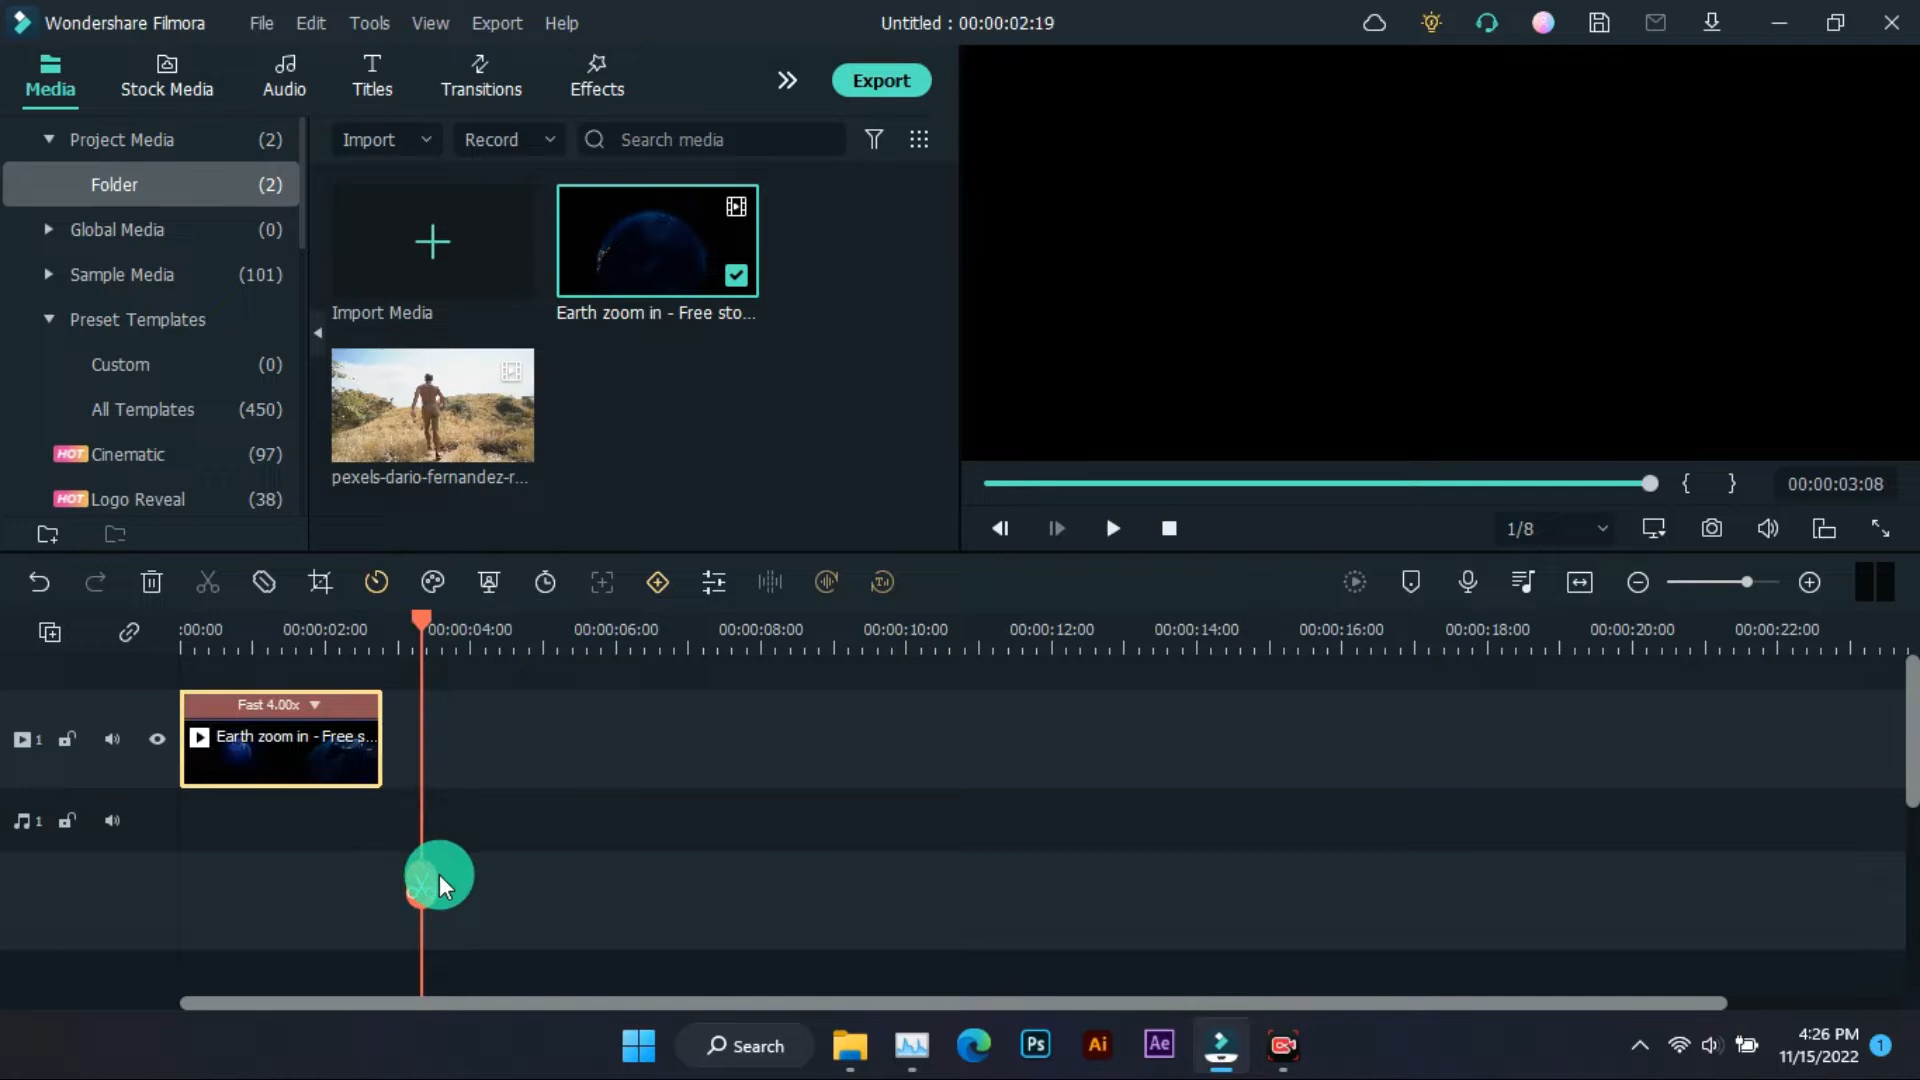 Wondershare Filmora
File
Edit
Tools
View
Export
Help
Untitled : 00:00:02:19
Media
Stock Media
Audio
Titles
Transitions
Effects
Export
Project Media (2)
Folder (2)
Global Media (0)
Sample Media (101)
Preset Templates
Custom (0)
All Templates (450)
HOT Cinematic (97)
HOT Logo Reveal (38)
Import
Record
Search media
Import Media
Earth zoom in - Free sto...
pexels-dario-fernandez-r...
{ } 00:00:03:08
1/8
:00:00
00:00:02:00
00:00:04:00
00:00:06:00
00:00:08:00
00:00:10:00
00:00:12:00
00:00:14:00
00:00:16:00
00:00:18:00
00:00:20:00
00:00:22:00
Fast 4.00x
1
Earth zoom in - Free s...
1
Search
Ps
Ai
Ae
4:26 PM
11/15/2022
1